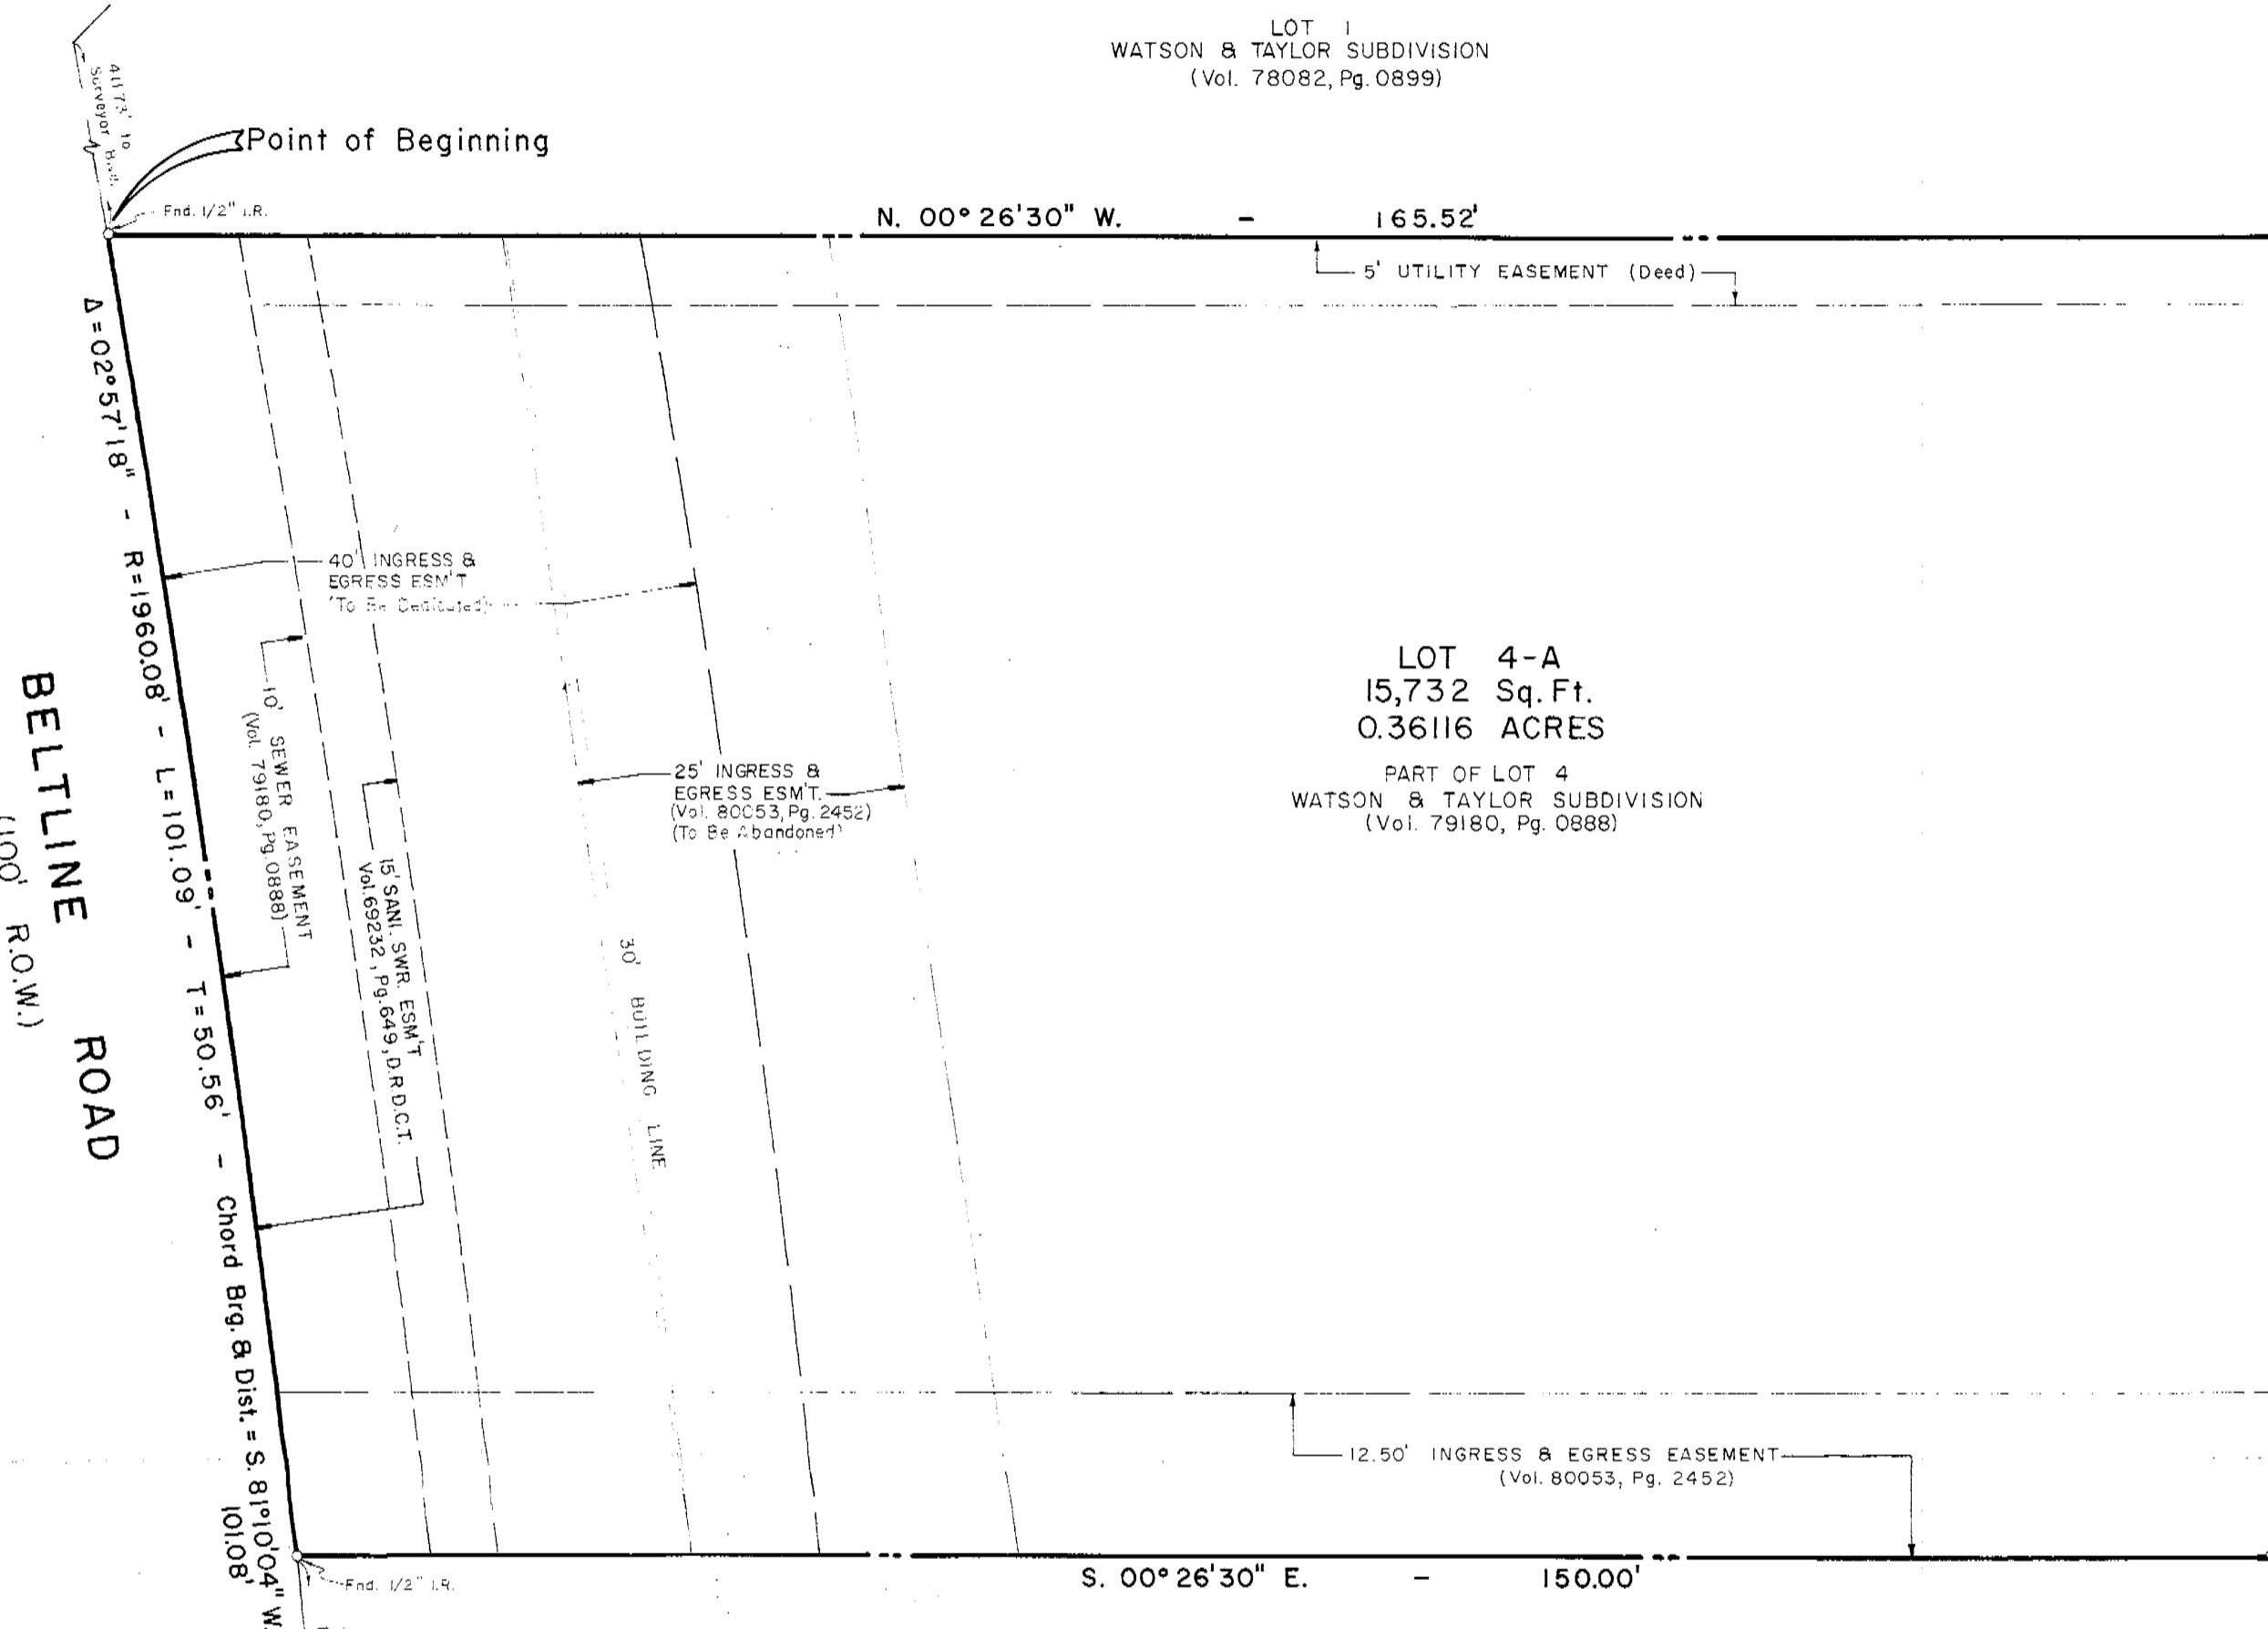 LOT 1
WATSON & TAYLOR SUBDIVISION
(Vol. 78082, Pg. 0899)
to
Surveyor
Point of Beginning
Fnd. 1/2" I.R.
N. 00° 26' 30" W. - 165.52'
5' UTILITY EASEMENT (Deed)
Δ = 02° 57' 18" - R = 1960.08' - L = 101.09' - T = 50.56' - Chord Brg. & Dist. = S. 81° 10' 04" W.
101.08'
BELTLINE ROAD
(100' R.O.W.)
40' INGRESS &
EGRESS ESM'T
(To Be Dedicated)
10' SEWER EASEMENT
(Vol. 79180, Pg. 0888)
15' SANI. SWR. ESM'T
Vol. 69232, Pg. 649, D.R.D.C.T.
25' INGRESS &
EGRESS ESM'T.
(Vol. 80053, Pg. 2452)
(To Be Abandoned)
30' BUILDING LINE
LOT 4-A
15,732 Sq. Ft.
0.36116 ACRES
PART OF LOT 4
WATSON & TAYLOR SUBDIVISION
(Vol. 79180, Pg. 0888)
12.50' INGRESS & EGRESS EASEMENT
(Vol. 80053, Pg. 2452)
Fnd. 1/2" I.R.
S. 00° 26' 30" E. - 150.00'